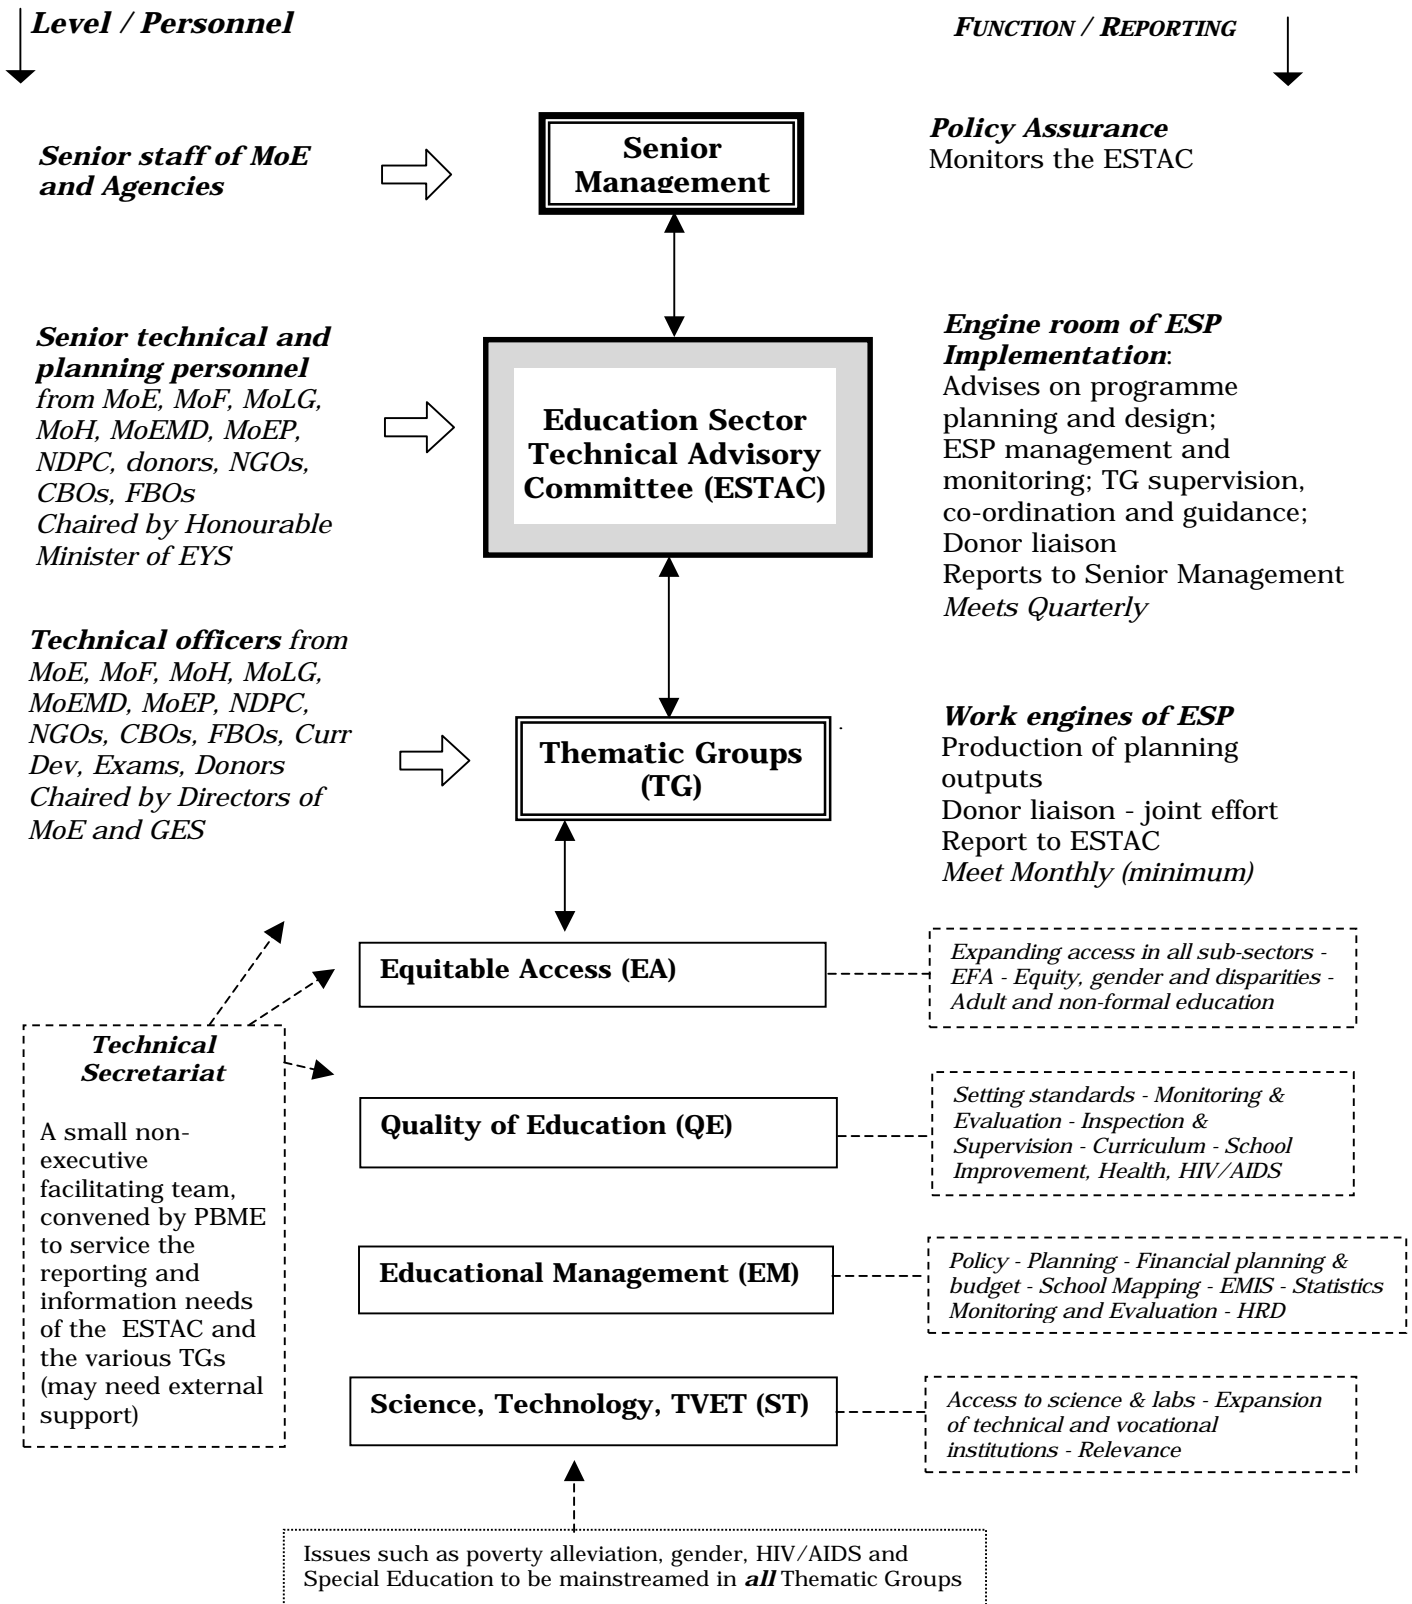 Level / Personnel
FUNCTION / REPORTING
Senior staff of MoE
and Agencies
Senior
Management
Policy Assurance
Monitors the ESTAC
Senior technical and
planning personnel
from MoE, MoF, MoLG,
MoH, MoEMD, MoEP,
NDPC, donors, NGOs,
CBOs, FBOs
Chaired by Honourable
Minister of EYS
Education Sector
Technical Advisory
Committee (ESTAC)
Engine room of ESP
Implementation:
Advises on programme
planning and design;
ESP management and
monitoring; TG supervision,
co-ordination and guidance;
Donor liaison
Reports to Senior Management
Meets Quarterly
Technical officers from
MoE, MoF, MoH, MoLG,
MoEMD, MoEP, NDPC,
NGOs, CBOs, FBOs, Curr
Dev, Exams, Donors
Chaired by Directors of
MoE and GES
Thematic Groups
(TG)
Work engines of ESP
Production of planning
outputs
Donor liaison - joint effort
Report to ESTAC
Meet Monthly (minimum)
Equitable Access (EA)
Expanding access in all sub-sectors -
EFA - Equity, gender and disparities -
Adult and non-formal education
Technical
Secretariat
A small non-
executive
facilitating team,
convened by PBME
to service the
reporting and
information needs
of the ESTAC and
the various TGs
(may need external
support)
Quality of Education (QE)
Setting standards - Monitoring &
Evaluation - Inspection &
Supervision - Curriculum - School
Improvement, Health, HIV/AIDS
Educational Management (EM)
Policy - Planning - Financial planning &
budget - School Mapping - EMIS - Statistics
Monitoring and Evaluation - HRD
Science, Technology, TVET (ST)
Access to science & labs - Expansion
of technical and vocational
institutions - Relevance
Issues such as poverty alleviation, gender, HIV/AIDS and
Special Education to be mainstreamed in all Thematic Groups